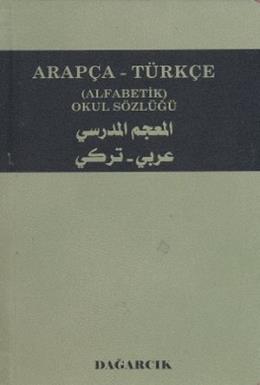 ARAPÇA - TÜRKÇE
(ALFABETİK)
OKUL SÖZLÜĞÜ
المعجم المدرسي
عربي - تركي
DAĞARCIK